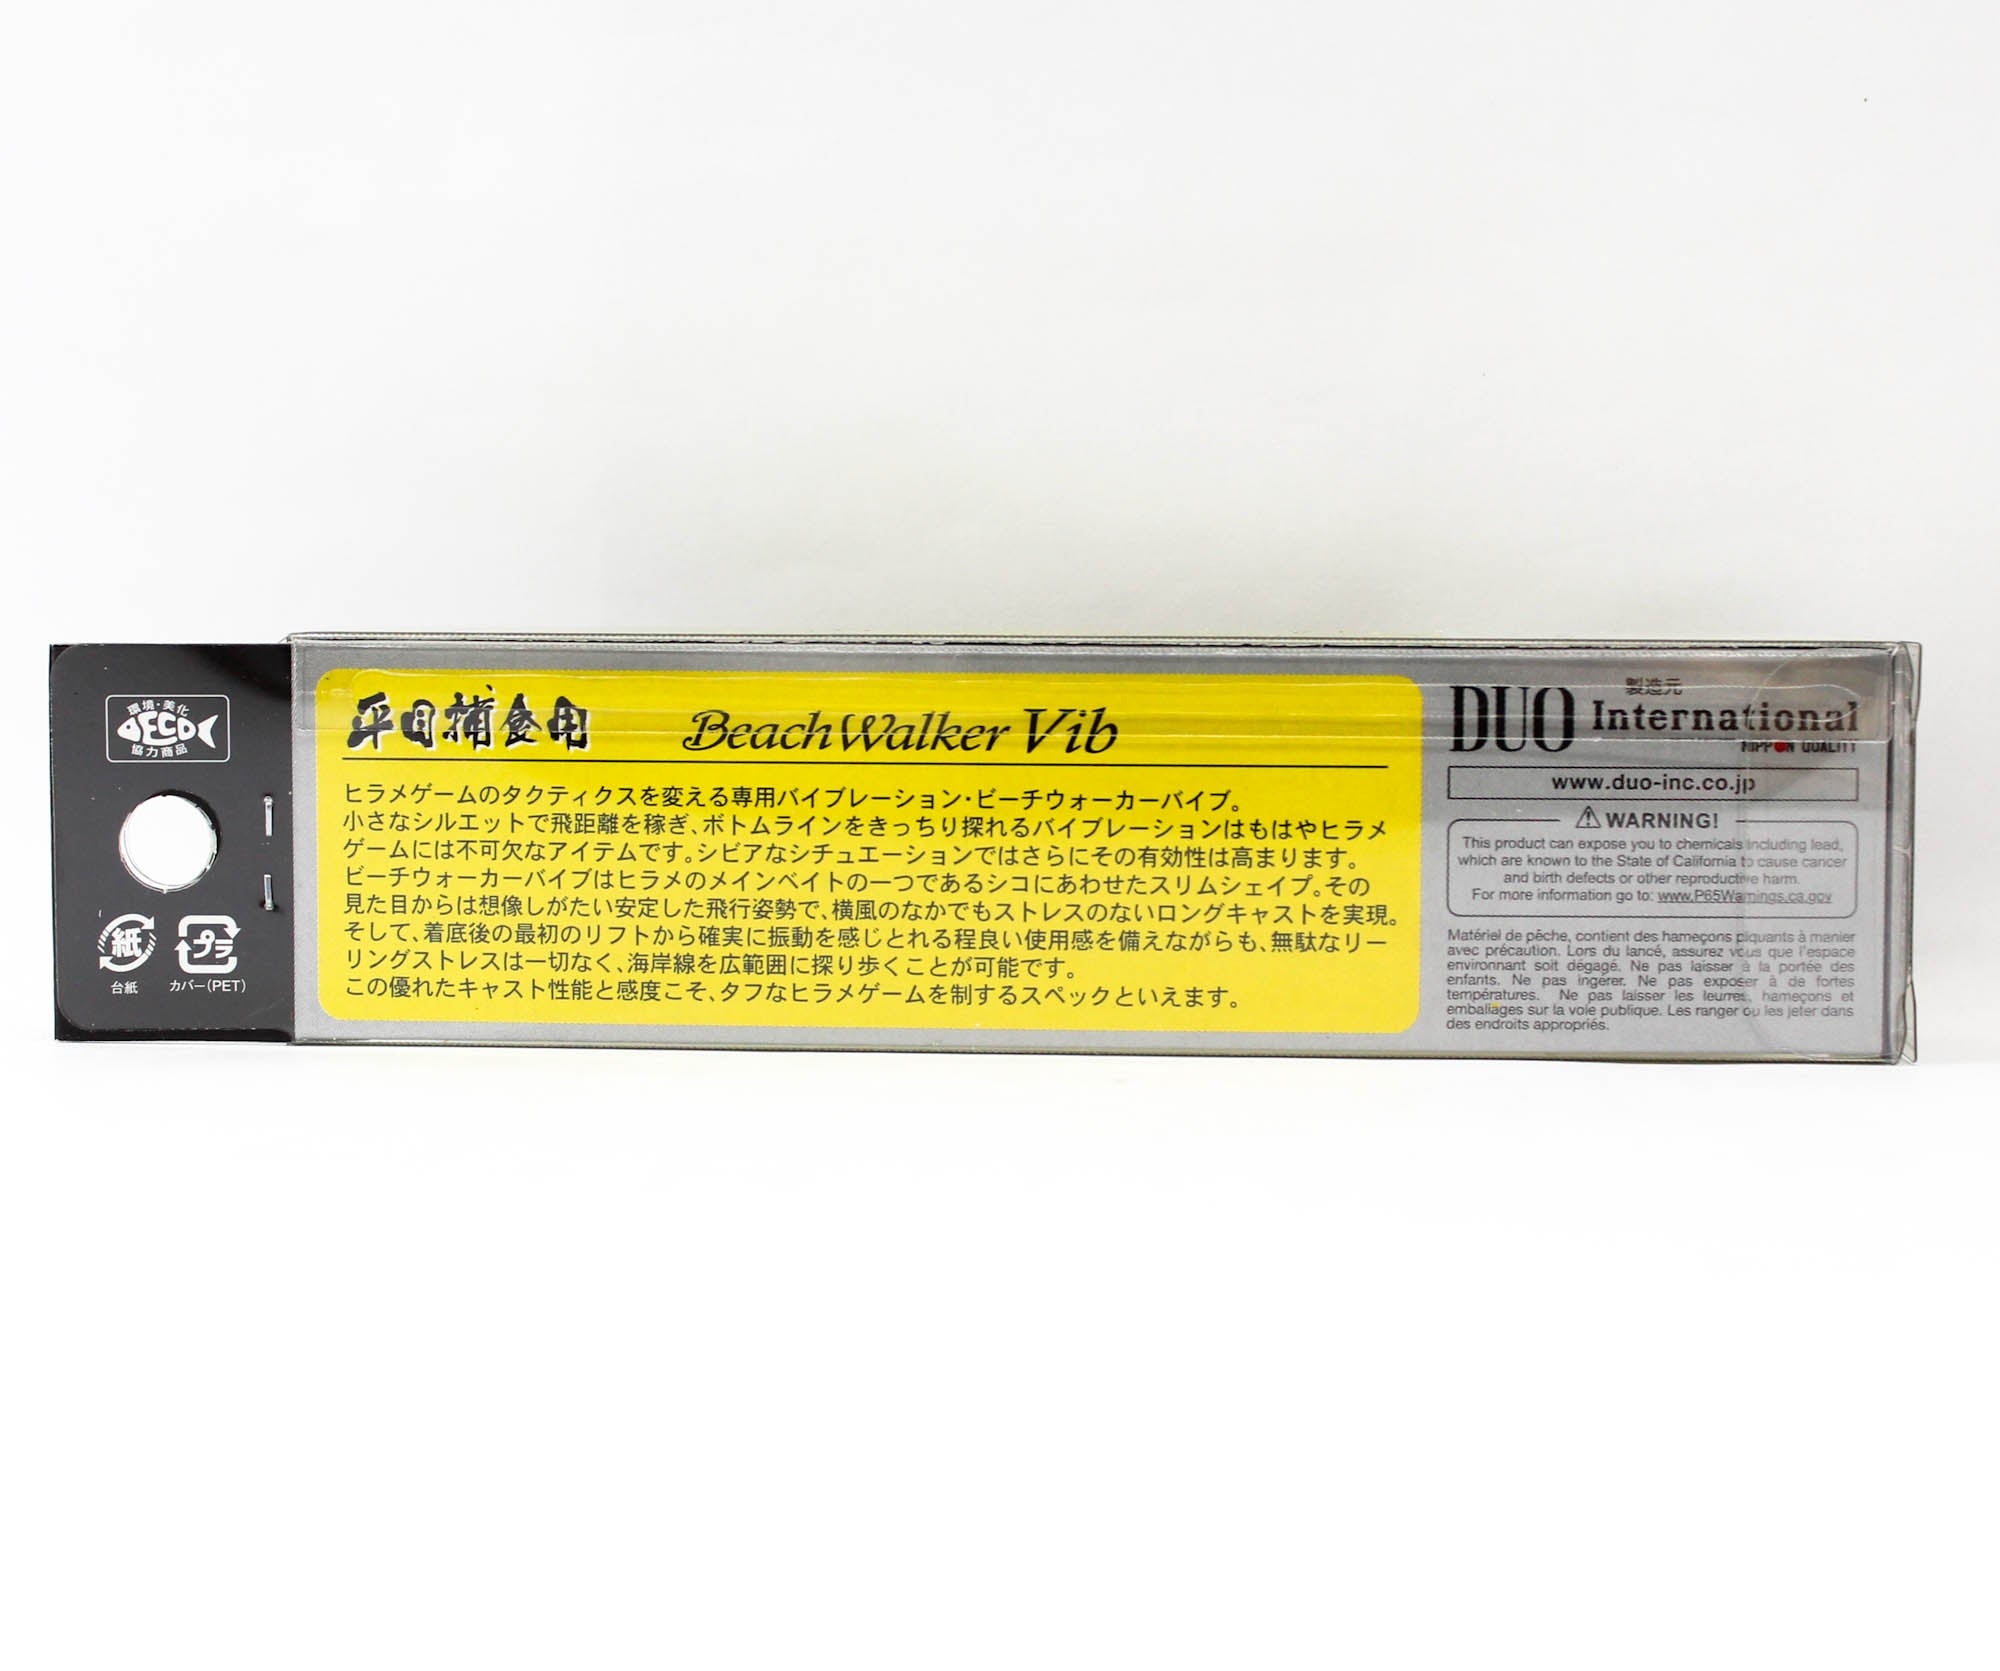 環境・美化
DECO
協力商品
紙
プラ
台紙
カバー(PET)
平目捕食用
BeachWalker Vib
ヒラメゲームのタクティクスを変える専用バイブレーション・ビーチウォーカーバイブ。
小さなシルエットで飛距離を稼ぎ、ボトムラインをきっちり探れるバイブレーションはもはやヒラメ
ゲームには不可欠なアイテムです。シビアなシチュエーションではさらにその有効性は高まります。
ビーチウォーカーバイブはヒラメのメインベイトの一つであるシコにあわせたスリムシェイプ。その
見た目からは想像しがたい安定した飛行姿勢で、横風のなかでもストレスのないロングキャストを実現。
そして、着底後の最初のリフトから確実に振動を感じとれる程良い使用感を備えながらも、無駄なリー
リングストレスは一切なく、海岸線を広範囲に探り歩くことが可能です。
この優れたキャスト性能と感度こそ、タフなヒラメゲームを制するスペックといえます。
製造元
DUO International
NIPPON QUALITY
www.duo-inc.co.jp
⚠ WARNING!
This product can expose you to chemicals including lead,
which are known to the State of California to cause cancer
and birth defects or other reproductive harm.
For more information go to: www.P65Warnings.ca.gov
Matériel de pêche, contient des hameçons piquants à manier
avec précaution. Lors du lancé, assurez vous que l'espace
environnant soit dégagé. Ne pas laisser à la portée des
enfants. Ne pas ingérer. Ne pas exposer à de fortes
températures. Ne pas laisser les leurres, hameçons et
emballages sur la voie publique. Les ranger ou les jeter dans
des endroits appropriés.